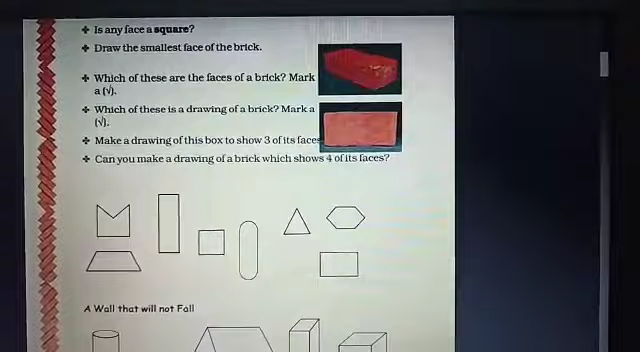 Is any face a square?
Draw the smallest face of the brick.
Which of these are the faces of a brick? Mark
a (√).
Which of these is a drawing of a brick? Mark a
(√).
Make a drawing of this box to show 3 of its faces
Can you make a drawing of a brick which shows 4 of its faces?
A Wall that will not Fall